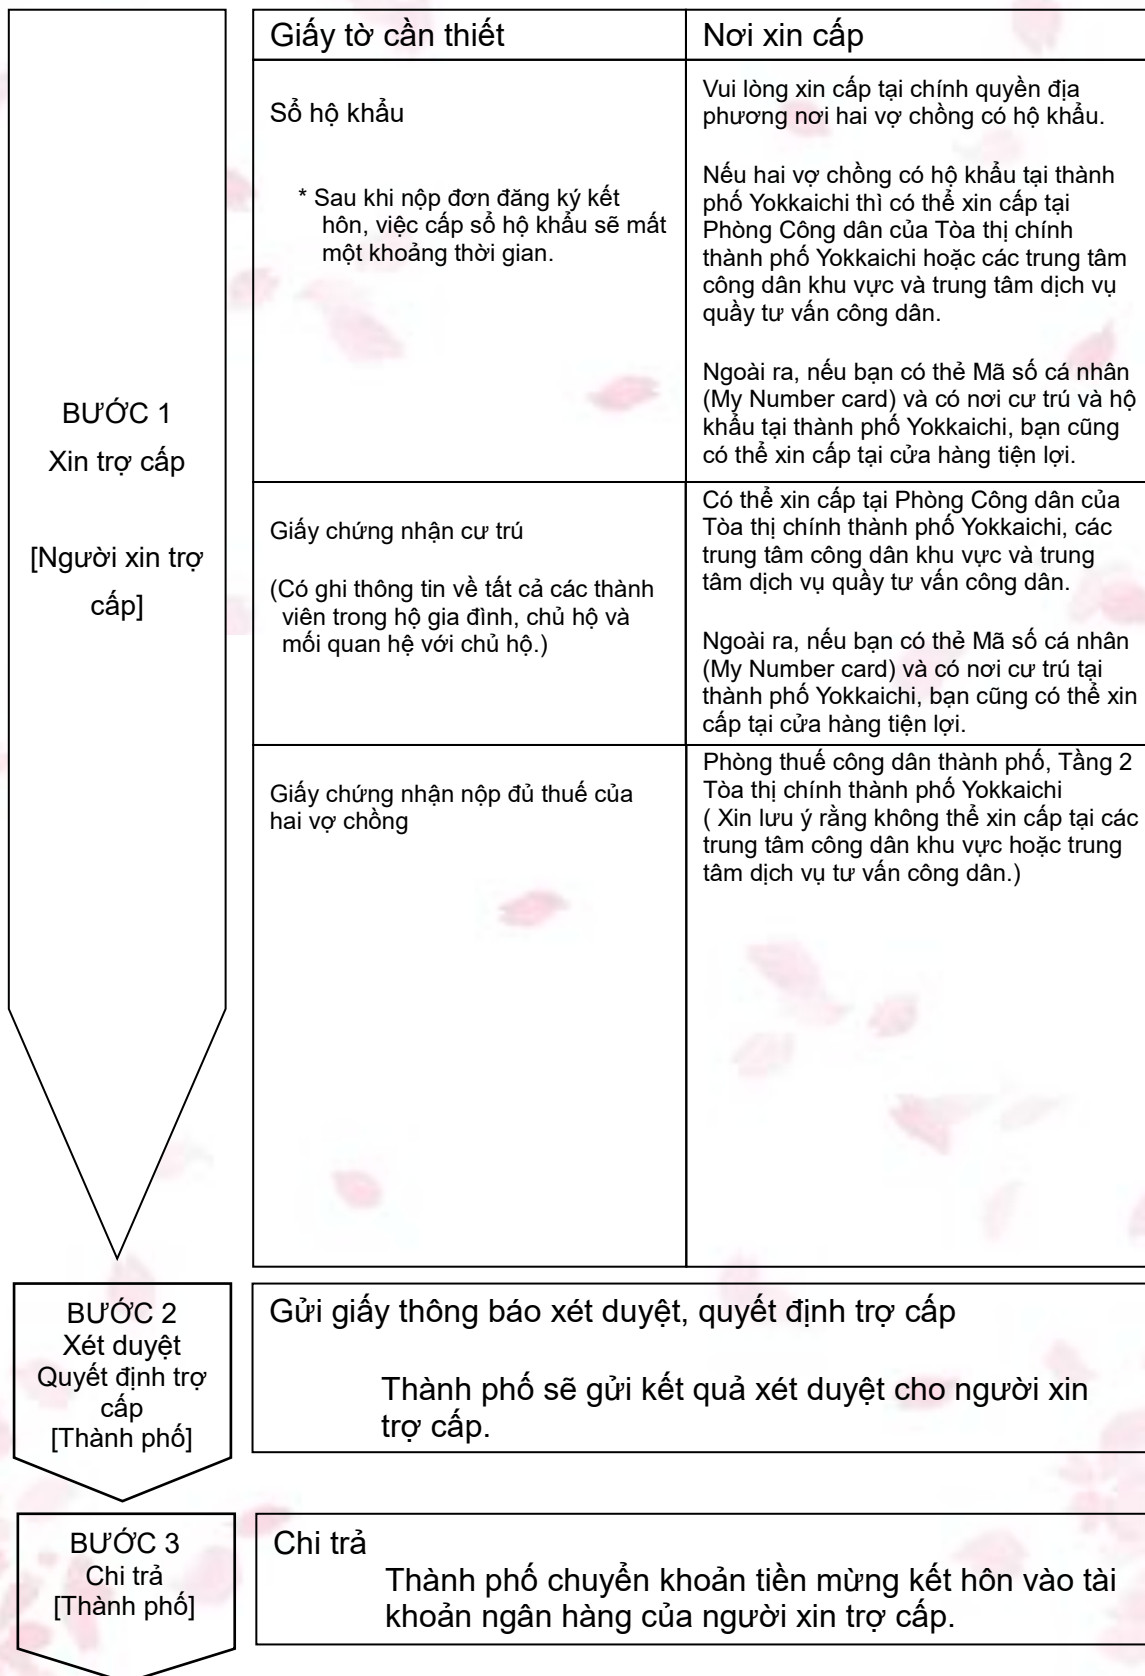 BƯỚC 1
Xin trợ cấp
[Người xin trợ
cấp]
Giấy tờ cần thiết
Nơi xin cấp
Sổ hộ khẩu
* Sau khi nộp đơn đăng ký kết
hôn, việc cấp sổ hộ khẩu sẽ mất
một khoảng thời gian.
Vui lòng xin cấp tại chính quyền địa
phương nơi hai vợ chồng có hộ khẩu.
Nếu hai vợ chồng có hộ khẩu tại thành
phố Yokkaichi thì có thể xin cấp tại
Phòng Công dân của Tòa thị chính
thành phố Yokkaichi hoặc các trung tâm
công dân khu vực và trung tâm dịch vụ
quầy tư vấn công dân.
Ngoài ra, nếu bạn có thẻ Mã số cá nhân
(My Number card) và có nơi cư trú và hộ
khẩu tại thành phố Yokkaichi, bạn cũng
có thể xin cấp tại cửa hàng tiện lợi.
Giấy chứng nhận cư trú
(Có ghi thông tin về tất cả các thành
viên trong hộ gia đình, chủ hộ và
mối quan hệ với chủ hộ.)
Có thể xin cấp tại Phòng Công dân của
Tòa thị chính thành phố Yokkaichi, các
trung tâm công dân khu vực và trung
tâm dịch vụ quầy tư vấn công dân.
Ngoài ra, nếu bạn có thẻ Mã số cá nhân
(My Number card) và có nơi cư trú tại
thành phố Yokkaichi, bạn cũng có thể xin
cấp tại cửa hàng tiện lợi.
Giấy chứng nhận nộp đủ thuế của
hai vợ chồng
Phòng thuế công dân thành phố, Tầng 2
Tòa thị chính thành phố Yokkaichi
( Xin lưu ý rằng không thể xin cấp tại các
trung tâm công dân khu vực hoặc trung
tâm dịch vụ tư vấn công dân.)
BƯỚC 2
Xét duyệt
Quyết định trợ
cấp
[Thành phố]
Gửi giấy thông báo xét duyệt, quyết định trợ cấp
Thành phố sẽ gửi kết quả xét duyệt cho người xin
trợ cấp.
BƯỚC 3
Chi trả
[Thành phố]
Chi trả
Thành phố chuyển khoản tiền mừng kết hôn vào tài
khoản ngân hàng của người xin trợ cấp.